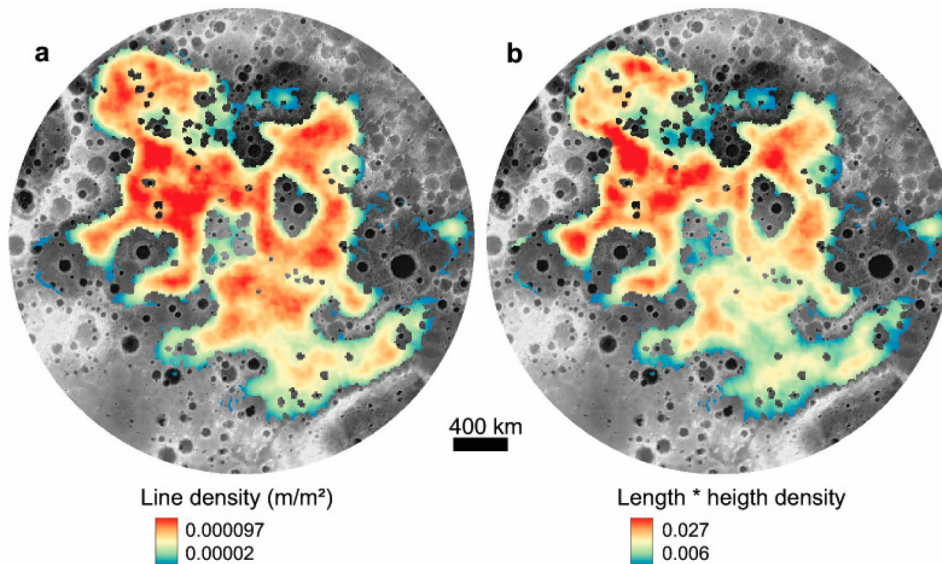 a
b
400 km
Line density (m/m²)
0.000097
0.00002
Length * heigth density
0.027
0.006